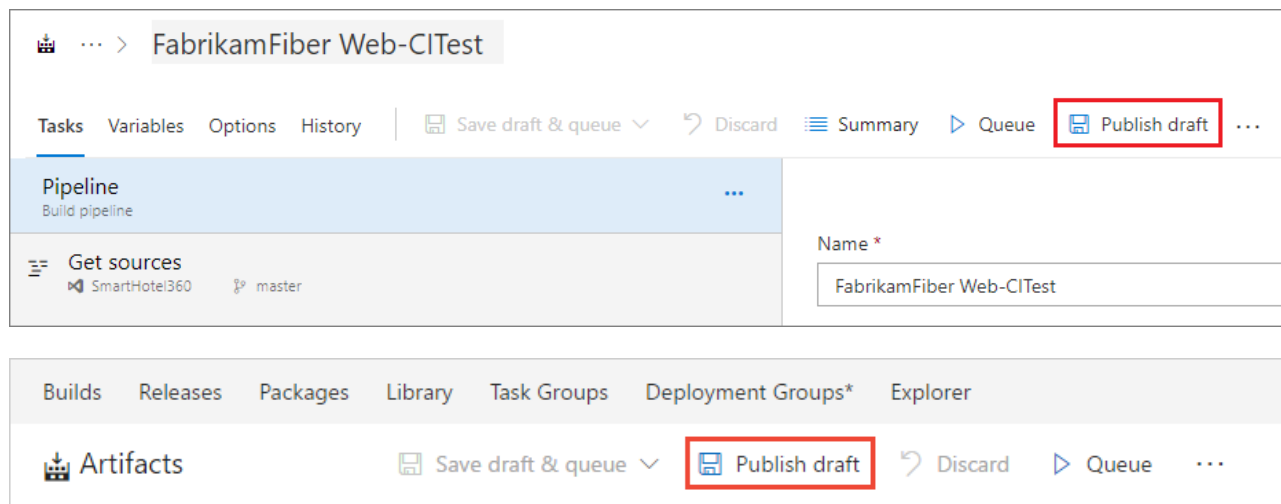 ··· > FabrikamFiber Web-CITest
Tasks Variables Options History Save draft & queue Discard Summary Queue Publish draft ...
Pipeline ...
Build pipeline
Get sources
SmartHotel360 master
Name *
FabrikamFiber Web-CITest
Builds Releases Packages Library Task Groups Deployment Groups* Explorer
Artifacts Save draft & queue Publish draft Discard Queue ...